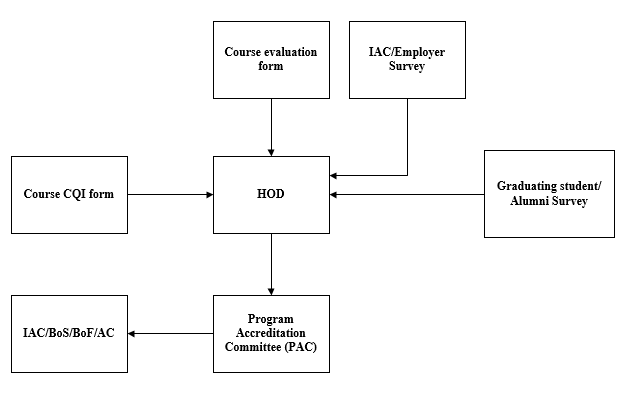 Course evaluation
form
IAC/Employer
Survey
Course CQI form
HOD
Graduating student/
Alumni Survey
IAC/BoS/BoF/AC
Program
Accreditation
Committee (PAC)